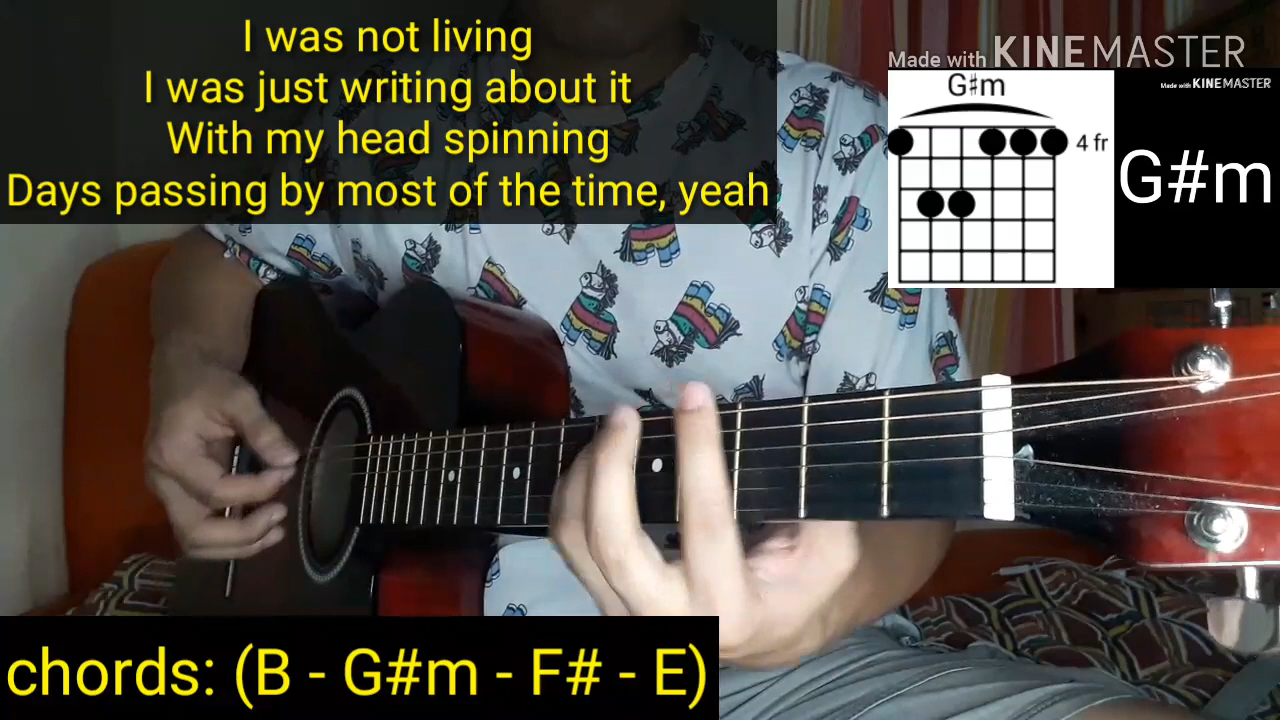 I was not living
I was just writing about it
With my head spinning
Days passing by most of the time, yeah
Made with KINEMASTER
G♯m
Made with KINEMASTER
4 fr
G#m
chords: (B - G#m - F# - E)